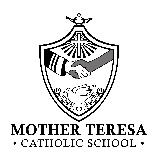 MOTHER TERESA
• CATHOLIC SCHOOL •